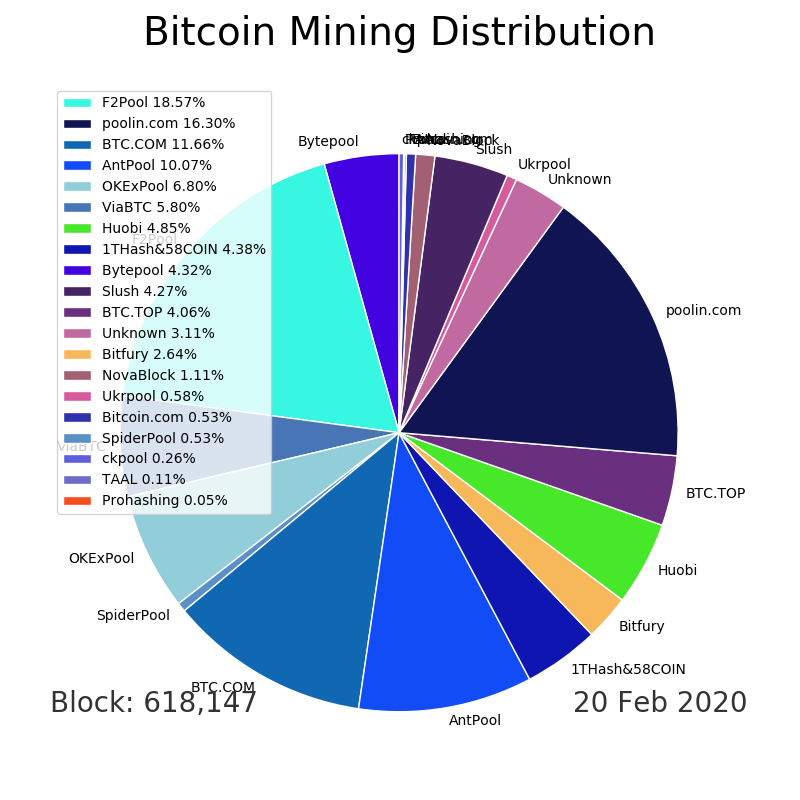 Bitcoin Mining Distribution
F2Pool 18.57%
poolin.com 16.30%
BTC.COM 11.66%
AntPool 10.07%
OKExPool 6.80%
ViaBTC 5.80%
Huobi 4.85%
1THash&58COIN 4.38%
Bytepool 4.32%
Slush 4.27%
BTC.TOP 4.06%
Unknown 3.11%
Bitfury 2.64%
NovaBlock 1.11%
Ukrpool 0.58%
Bitcoin.com 0.53%
SpiderPool 0.53%
ckpool 0.26%
TAAL 0.11%
Prohashing 0.05%
Bytepool
NovaBlock
Slush
Ukrpool
Unknown
F2Pool
poolin.com
ViaBTC
BTC.TOP
OKExPool
Huobi
SpiderPool
Bitfury
1THash&58COIN
BTC.COM
AntPool
Block: 618,147
20 Feb 2020